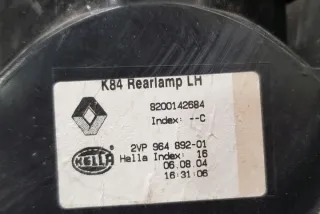 K84 Rearlamp LH
8200142684
Index: --C
HELLA
2VP 964 892-01
Hella Index: 16
06.08.04
16:31:06